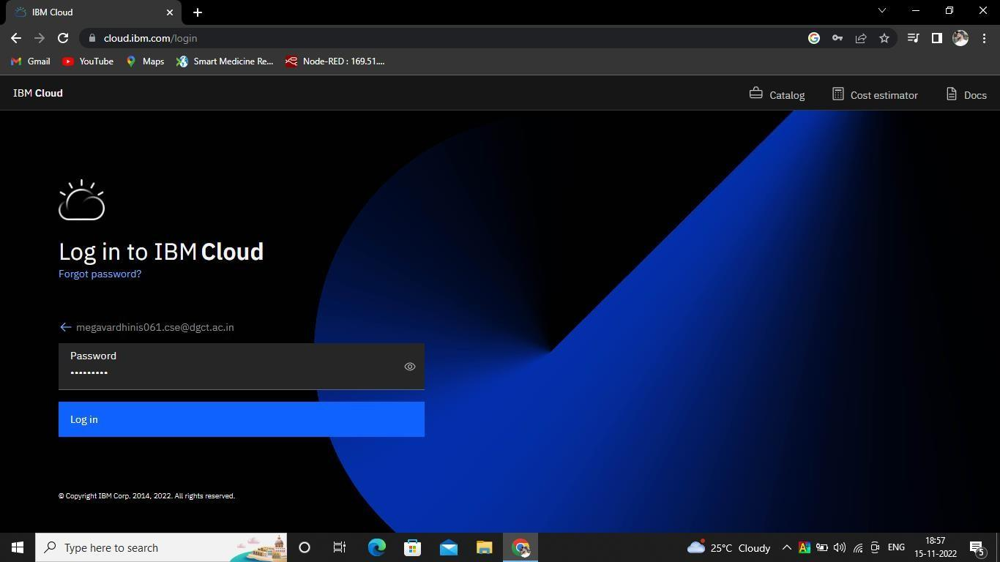 IBM Cloud
cloud.ibm.com/login
Gmail YouTube Maps Smart Medicine Re... Node-RED : 169.51....
IBM Cloud Catalog Cost estimator Docs
Log in to IBM Cloud
Forgot password?
megavardhinis061.cse@dgct.ac.in
Password
•••••••••
Log in
© Copyright IBM Corp. 2014, 2022. All rights reserved.
Type here to search 25°C Cloudy ENG 18:57
15-11-2022 5